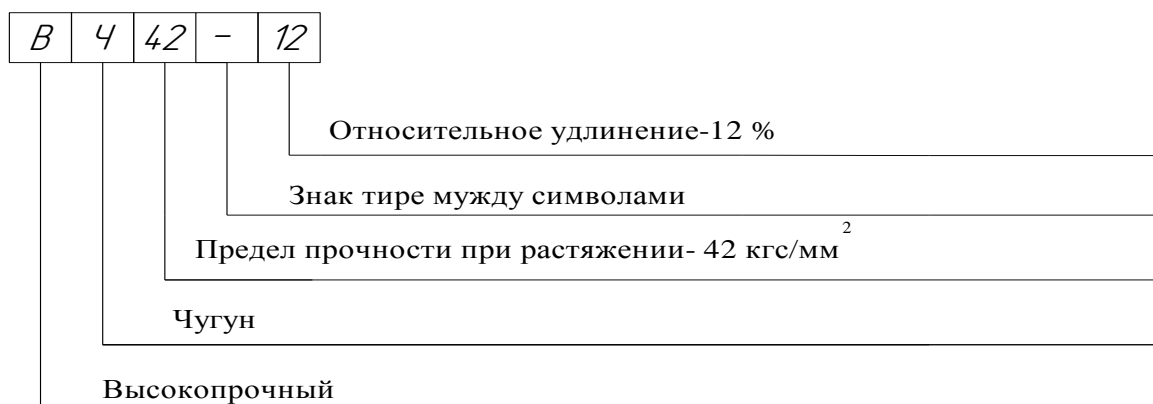 В Ч 42 - 12
Относительное удлинение-12 %
Знак тире мужду символами
Предел прочности при растяжении- 42 кгс/мм²
Чугун
Высокопрочный